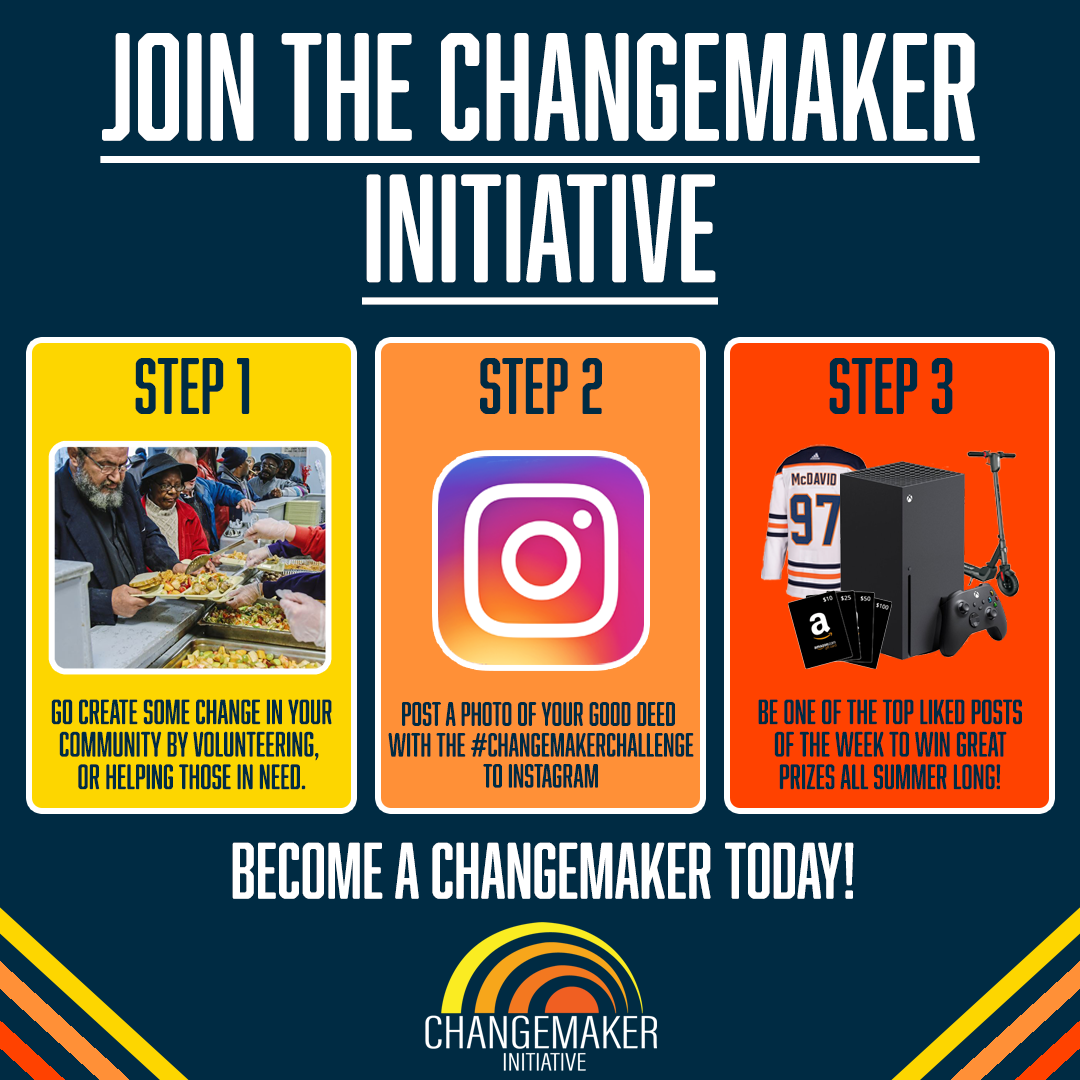 JOIN THE CHANGEMAKER
INITIATIVE
STEP 1
GO CREATE SOME CHANGE IN YOUR
COMMUNITY BY VOLUNTEERING,
OR HELPING THOSE IN NEED.
STEP 2
POST A PHOTO OF YOUR GOOD DEED
WITH THE #CHANGEMAKERCHALLENGE
TO INSTAGRAM
STEP 3
McDAVID
97
$10 $25 $50 $100
a
BE ONE OF THE TOP LIKED POSTS
OF THE WEEK TO WIN GREAT
PRIZES ALL SUMMER LONG!
BECOME A CHANGEMAKER TODAY!
CHANGEMAKER
INITIATIVE